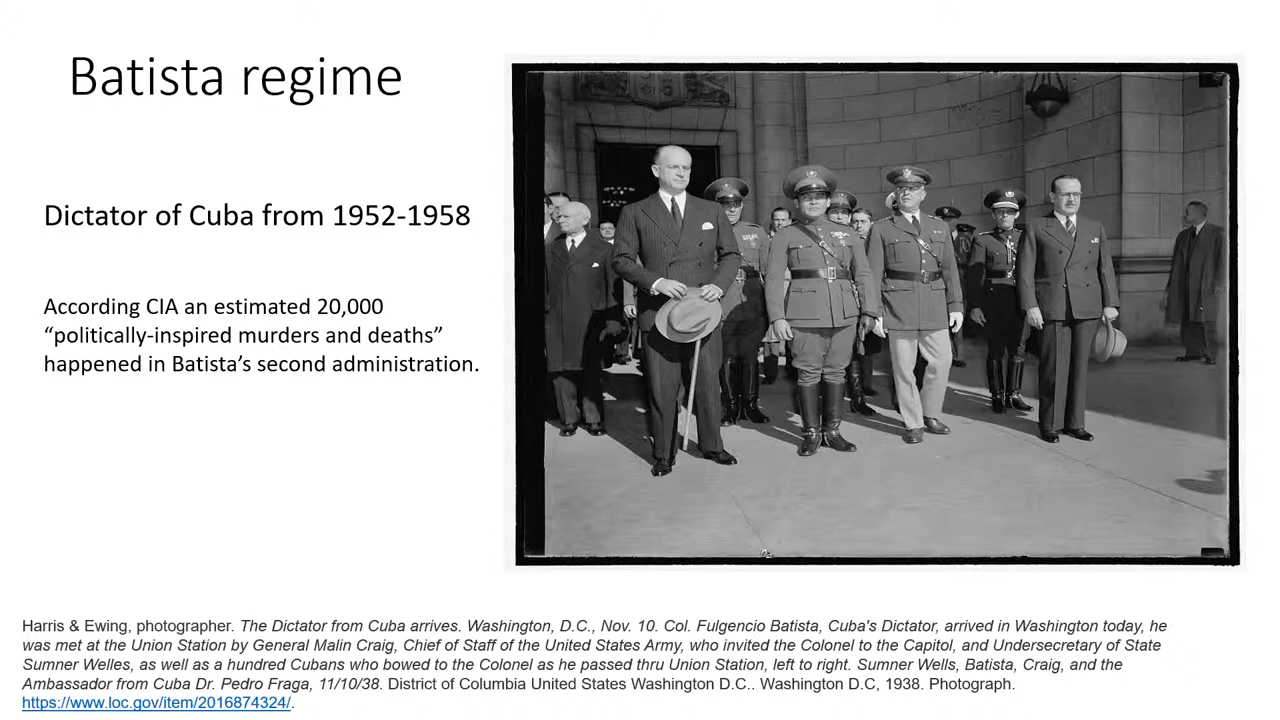 Batista regime
Dictator of Cuba from 1952-1958
According CIA an estimated 20,000
“politically-inspired murders and deaths”
happened in Batista’s second administration.
Harris & Ewing, photographer. The Dictator from Cuba arrives. Washington, D.C., Nov. 10. Col. Fulgencio Batista, Cuba's Dictator, arrived in Washington today, he
was met at the Union Station by General Malin Craig, Chief of Staff of the United States Army, who invited the Colonel to the Capitol, and Undersecretary of State
Sumner Welles, as well as a hundred Cubans who bowed to the Colonel as he passed thru Union Station, left to right. Sumner Wells, Batista, Craig, and the
Ambassador from Cuba Dr. Pedro Fraga, 11/10/38. District of Columbia United States Washington D.C.. Washington D.C, 1938. Photograph.
https://www.loc.gov/item/2016874324/.